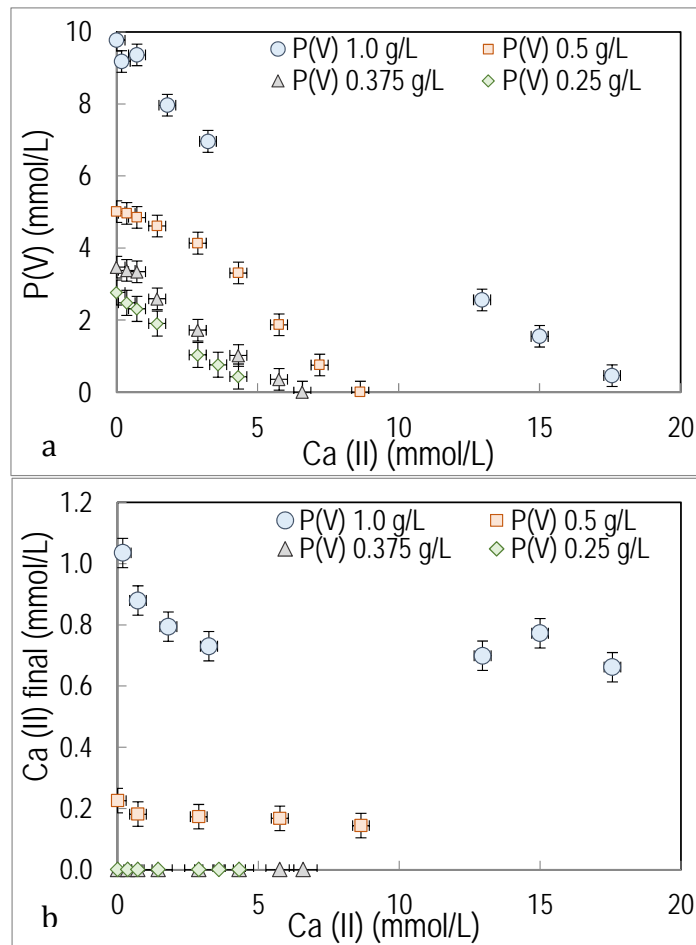 P(V) 1.0 g/L P(V) 0.5 g/L
P(V) 0.375 g/L P(V) 0.25 g/L
P(V) (mmol/L)
10
8
6
4
2
0
0 5 10 15 20
a Ca (II) (mmol/L)
P(V) 1.0 g/L P(V) 0.5 g/L
P(V) 0.375 g/L P(V) 0.25 g/L
Ca (II) final (mmol/L)
1.2
1.0
0.8
0.6
0.4
0.2
0.0
0 5 10 15 20
b Ca (II) (mmol/L)